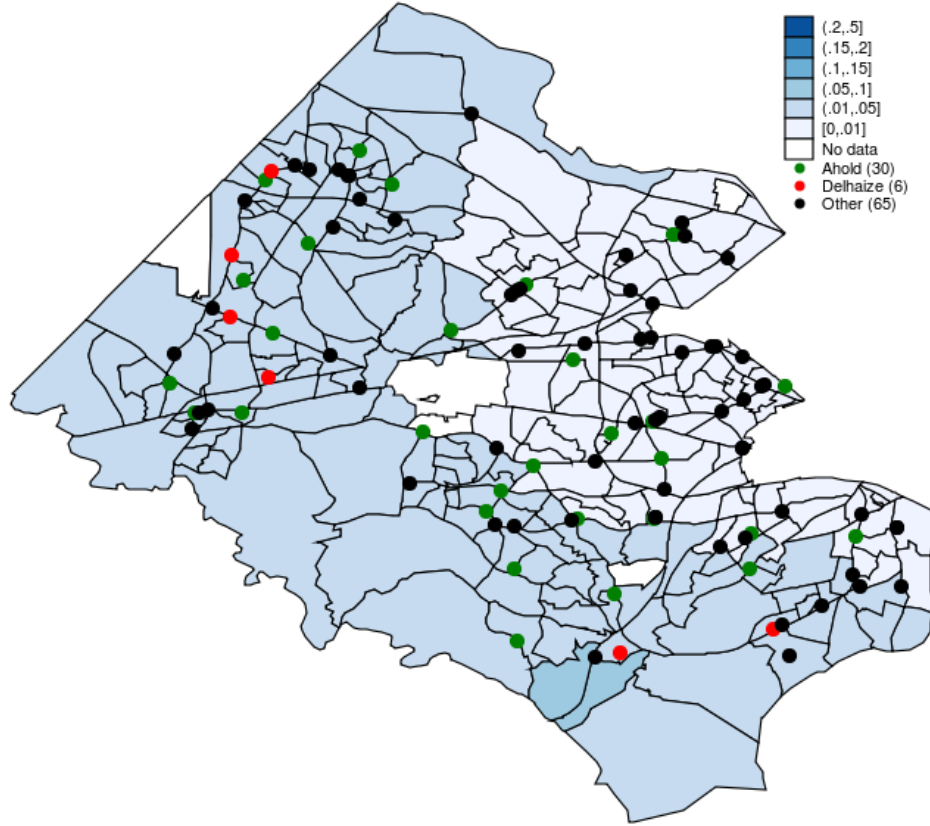 (.2,.5]
(.15,.2]
(.1,.15]
(.05,.1]
(.01,.05]
[0,.01]
No data
Ahold (30)
Delhaize (6)
Other (65)